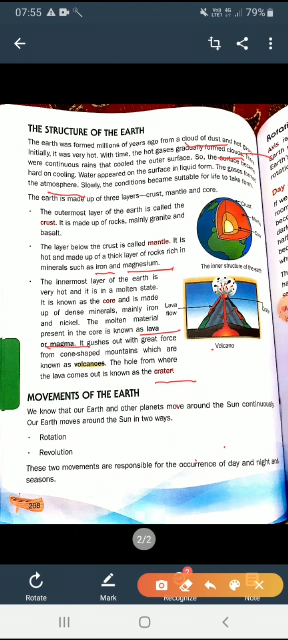 07:55
79%
THE STRUCTURE OF THE EARTH
The earth was formed millions of years ago from a cloud of dust and hot
Initially, it was very hot. With time, the hot gases gradually formed clouds.
were continuous rains that cooled the outer surface. So, the surface
hard on cooling. Water appeared on the surface in liquid form. The gases formed
the atmosphere. Slowly, the conditions became suitable for life to take
The earth is made up of three layers—crust, mantle and core.
· The outermost layer of the earth is called the
crust. It is made up of rocks, mainly granite and
basalt.
· The layer below the crust is called mantle. It is
hot and made up of a thick layer of rocks rich in
minerals such as iron and magnesium.
The inner structure of the earth
· The innermost layer of the earth is
very hot and it is in a molten state.
It is known as the core and is made
up of dense minerals, mainly iron
and nickel. The molten material
present in the core is known as lava
or magma. It gushes out with great force
from cone-shaped mountains which are
known as volcanoes. The hole from where
the lava comes out is known as the crater.
Lava
flow
Volcano
MOVEMENTS OF THE EARTH
We know that our Earth and other planets move around the Sun continuously.
Our Earth moves around the Sun in two ways.
· Rotation
· Revolution
These two movements are responsible for the occurrence of day and night and
seasons.
208
Axis
Earth
Day
If we
2/2
2
Rotate
Mark
Recognize
Note